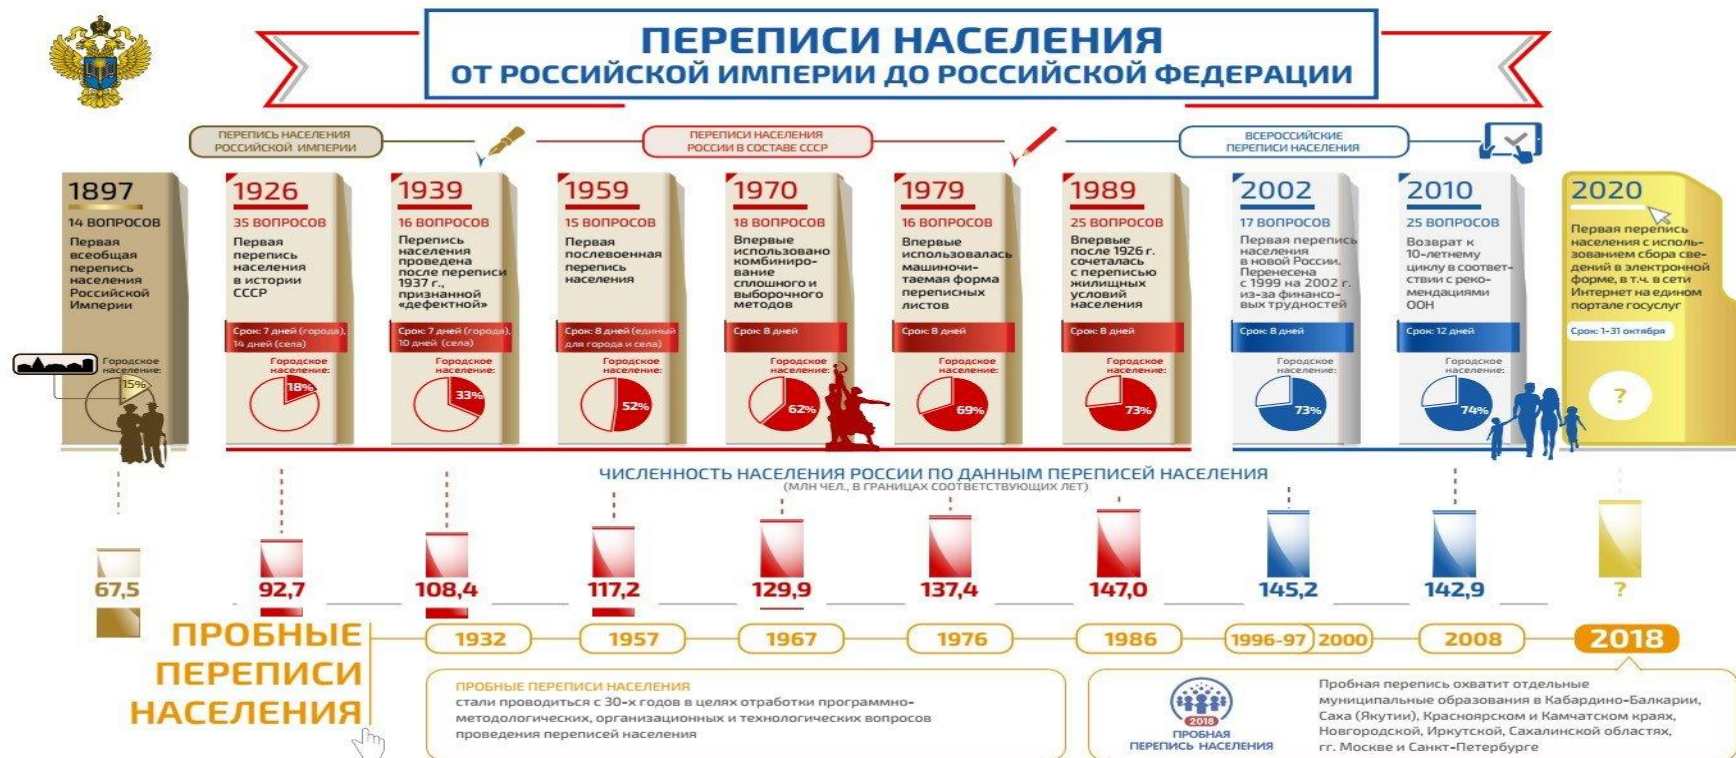 ПЕРЕПИСИ НАСЕЛЕНИЯ
ОТ РОССИЙСКОЙ ИМПЕРИИ ДО РОССИЙСКОЙ ФЕДЕРАЦИИ
ПЕРЕПИСЬ НАСЕЛЕНИЯ
РОССИЙСКОЙ ИМПЕРИИ
ПЕРЕПИСИ НАСЕЛЕНИЯ
РОССИИ В СОСТАВЕ СССР
ВСЕРОССИЙСКИЕ
ПЕРЕПИСИ НАСЕЛЕНИЯ
1897
14 ВОПРОСОВ
Первая
всеобщая
перепись
населения
Российской
Империи
Городское
население:
15%
1926
35 ВОПРОСОВ
Первая
перепись
населения
в истории
СССР
Срок: 7 дней (города),
14 дней (села)
Городское
население:
18%
1939
16 ВОПРОСОВ
Перепись
населения
проведена
после переписи
1937 г.,
признанной
«дефектной»
Срок: 7 дней (города),
10 дней (села)
Городское
население:
33%
1959
15 ВОПРОСОВ
Первая
послевоенная
перепись
населения
Срок: 8 дней (единый
для города и села)
Городское
население:
52%
1970
18 ВОПРОСОВ
Впервые
использовано
комбиниро-
вание
сплошного и
выборочного
методов
Срок: 8 дней
Городское
население:
62%
1979
16 ВОПРОСОВ
Впервые
использовалась
машиночи-
таемая форма
переписных
листов
Срок: 8 дней
Городское
население:
69%
1989
25 ВОПРОСОВ
Впервые
после 1926 г.
сочеталась
с переписью
жилищных
условий
населения
Срок: 8 дней
Городское
население:
73%
2002
17 ВОПРОСОВ
Первая перепись
населения
в новой России.
Перенесена
с 1999 на 2002 г.
из-за финансо-
вых трудностей
Срок: 8 дней
Городское
население:
73%
2010
25 ВОПРОСОВ
Возврат к
10-летнему
циклу в соответ-
ствии с реко-
мендациями
ООН
Срок: 12 дней
Городское
население:
74%
2020
Первая перепись
населения с исполь-
зованием сбора све-
дений в электронной
форме, в т.ч. в сети
Интернет на едином
портале госуслуг
Срок: 1-31 октября
?
ЧИСЛЕННОСТЬ НАСЕЛЕНИЯ РОССИИ ПО ДАННЫМ ПЕРЕПИСЕЙ НАСЕЛЕНИЯ
(МЛН ЧЕЛ., В ГРАНИЦАХ СООТВЕТСТВУЮЩИХ ЛЕТ)
67,5 92,7 108,4 117,2 129,9 137,4 147,0 145,2 142,9 ?
ПРОБНЫЕ
ПЕРЕПИСИ
НАСЕЛЕНИЯ
1932 1957 1967 1976 1986 1996-97 2000 2008 2018
ПРОБНЫЕ ПЕРЕПИСИ НАСЕЛЕНИЯ
стали проводиться с 30-х годов в целях отработки программно-
методологических, организационных и технологических вопросов
проведения переписей населения
2018
ПРОБНАЯ
ПЕРЕПИСЬ НАСЕЛЕНИЯ
Пробная перепись охватит отдельные
муниципальные образования в Кабардино-Балкарии,
Саха (Якутии), Красноярском и Камчатском краях,
Новгородской, Иркутской, Сахалинской областях,
гг. Москве и Санкт-Петербурге